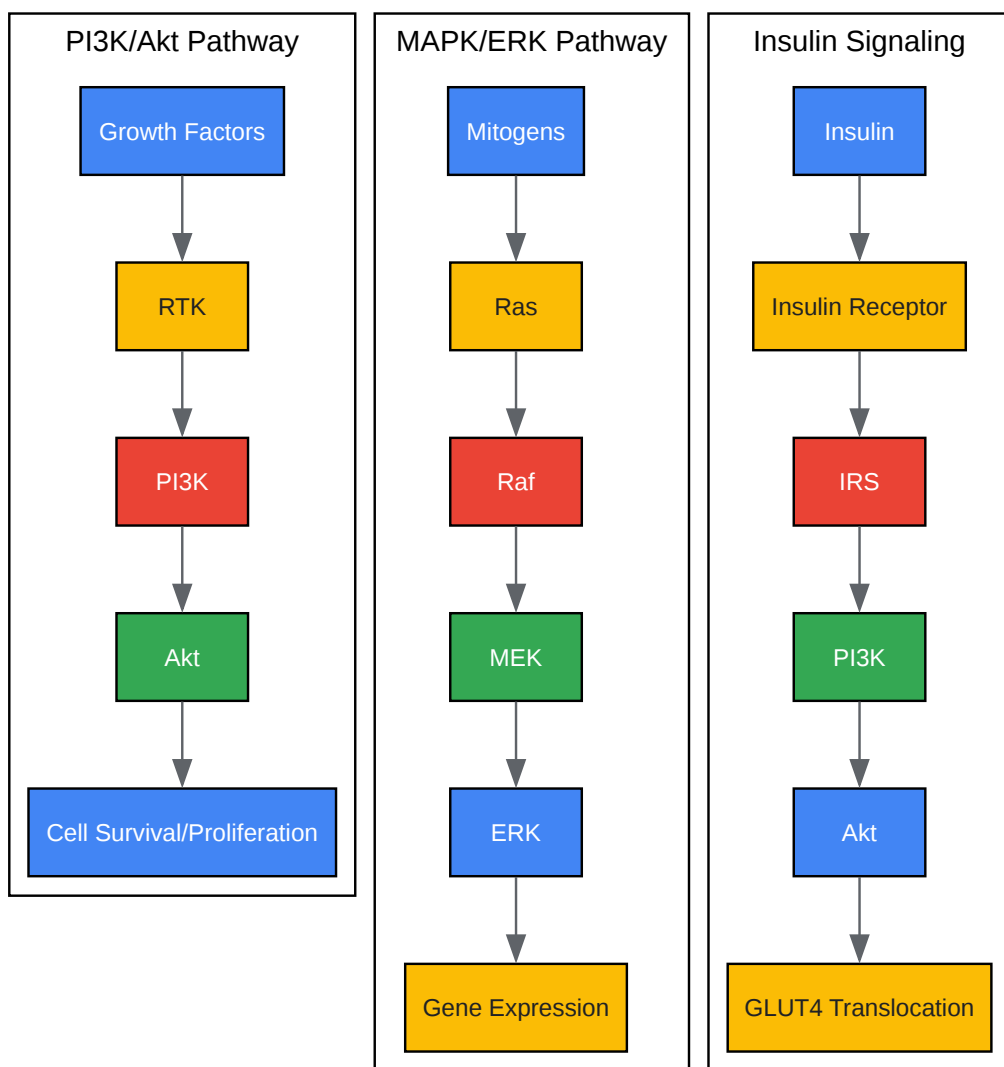 PI3K/Akt Pathway
Growth Factors
RTK
PI3K
Akt
Cell Survival/Proliferation
MAPK/ERK Pathway
Mitogens
Ras
Raf
MEK
ERK
Gene Expression
Insulin Signaling
Insulin
Insulin Receptor
IRS
PI3K
Akt
GLUT4 Translocation